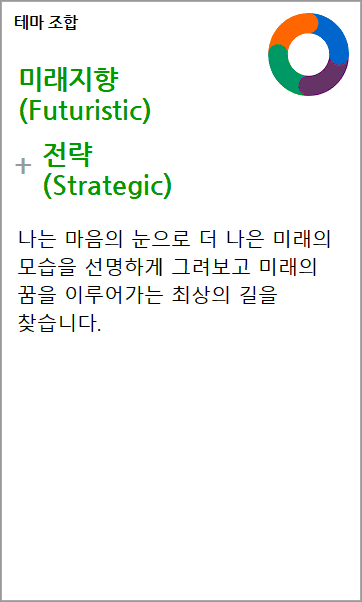 테마 조합
미래지향
(Futuristic)
+ 전략
(Strategic)
나는 마음의 눈으로 더 나은 미래의
모습을 선명하게 그려보고 미래의
꿈을 이루어가는 최상의 길을
찾습니다.